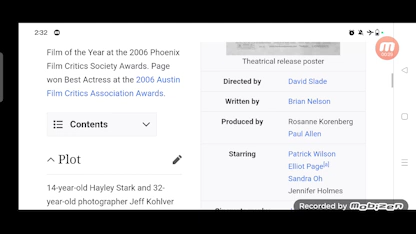 2:32
Film of the Year at the 2006 Phoenix
Film Critics Society Awards. Page
won Best Actress at the 2006 Austin
Film Critics Association Awards.
Contents
Plot
14-year-old Hayley Stark and 32-
year-old photographer Jeff Kohlver
Theatrical release poster
Directed by David Slade
Written by Brian Nelson
Produced by Rosanne Korenberg
Paul Allen
Starring Patrick Wilson
Elliot Page[a]
Sandra Oh
Jennifer Holmes
Recorded by Mobizen